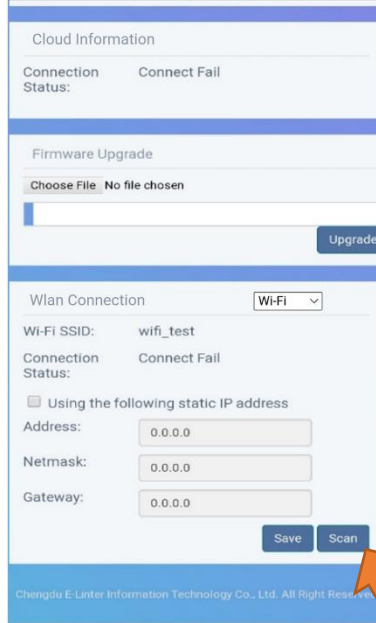 Cloud Information
Connection Status: Connect Fail
Firmware Upgrade
Choose File No file chosen
Upgrade
Wlan Connection Wi-Fi
Wi-Fi SSID: wifi_test
Connection Status: Connect Fail
Using the following static IP address
Address: 0.0.0.0
Netmask: 0.0.0.0
Gateway: 0.0.0.0
Save Scan
Chengdu E-Linter Information Technology Co., Ltd. All Right Reserved